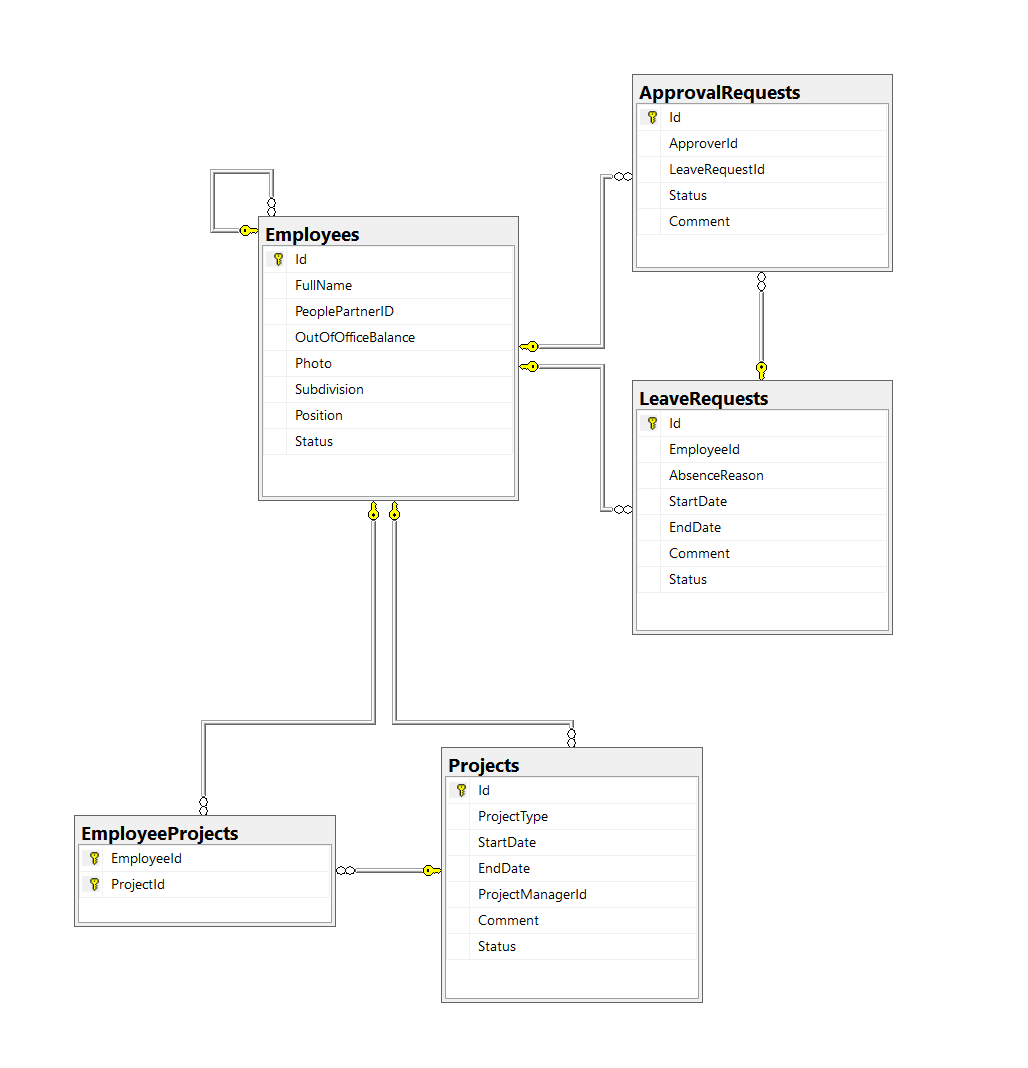 ApprovalRequests
Id
ApproverId
LeaveRequestId
Status
Comment
Employees
Id
FullName
PeoplePartnerID
OutOfOfficeBalance
Photo
Subdivision
Position
Status
LeaveRequests
Id
EmployeeId
AbsenceReason
StartDate
EndDate
Comment
Status
Projects
Id
ProjectType
StartDate
EndDate
ProjectManagerId
Comment
Status
EmployeeProjects
EmployeeId
ProjectId